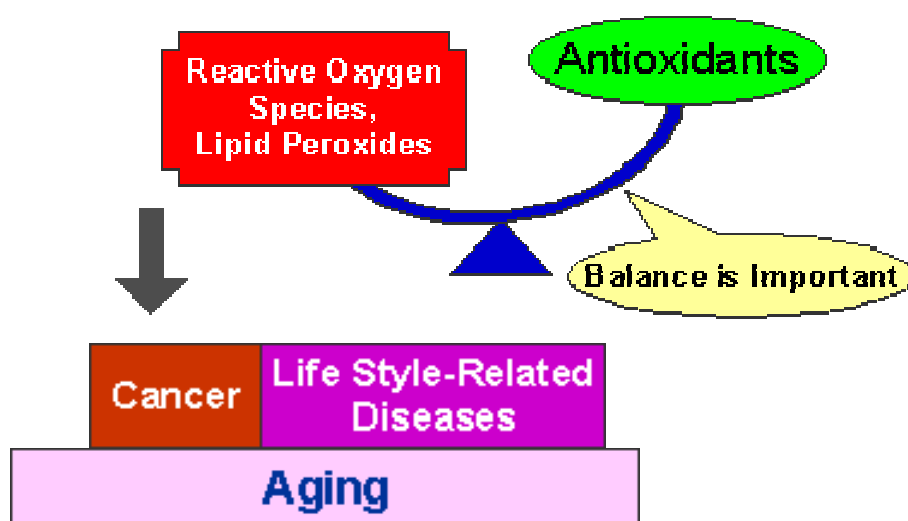 Reactive Oxygen
Species,
Lipid Peroxides
Antioxidants
Balance is Important
Cancer
Life Style-Related
Diseases
Aging